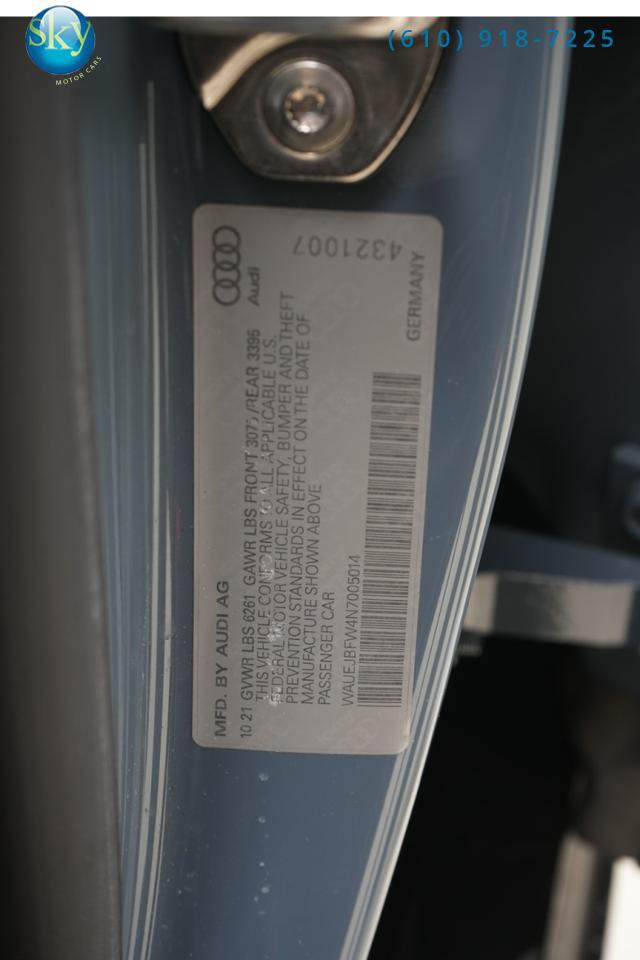 Sky
MOTOR CARS
(610) 918-7225
4321007
Audi
GERMANY
MFD. BY AUDI AG
10 21 GVWR LBS 6261 GAWR LBS FRONT /REAR 3395
THIS VEHICLE CONFORMS TO ALL APPLICABLE U.S.
FEDERAL MOTOR VEHICLE SAFETY, BUMPER AND THEFT
PREVENTION STANDARDS IN EFFECT ON THE DATE OF
MANUFACTURE SHOWN ABOVE
PASSENGER CAR
WAUEJBFW4N7005014